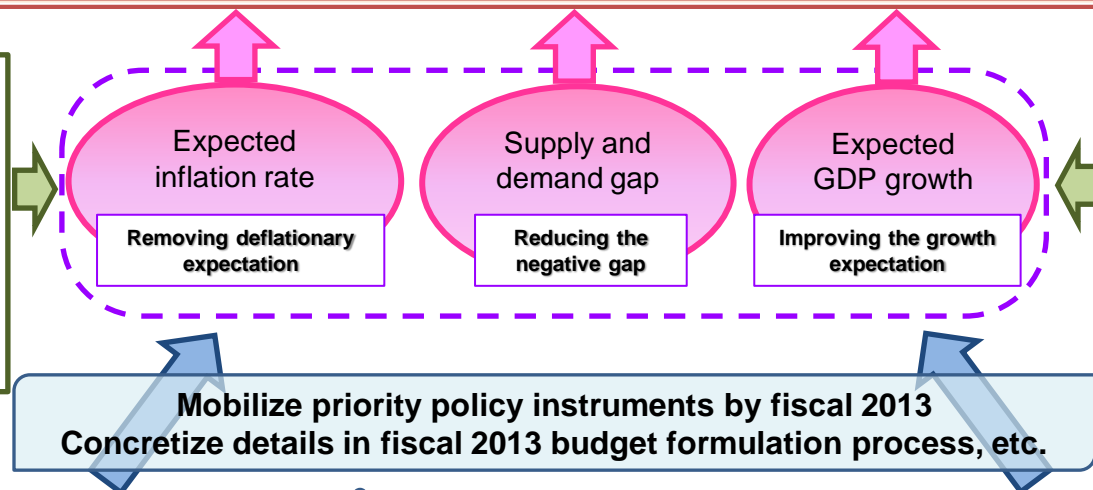 Expected
inflation rate
Removing deflationary
expectation
Supply and
demand gap
Reducing the
negative gap
Expected
GDP growth
Improving the growth
expectation
Mobilize priority policy instruments by fiscal 2013
Concretize details in fiscal 2013 budget formulation process, etc.